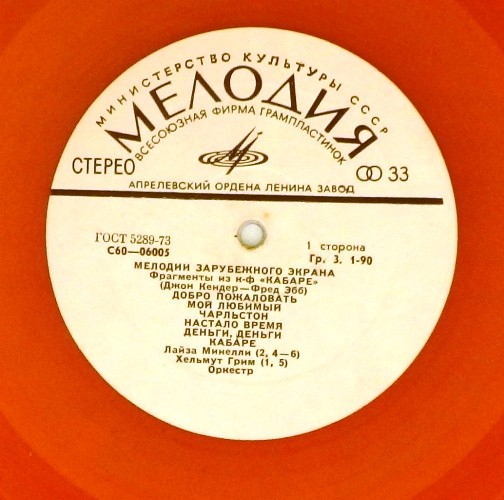 МИНИСТЕРСТВО КУЛЬТУРЫ СССР
МЕЛОДИЯ
ВСЕСОЮЗНАЯ ФИРМА ГРАМПЛАСТИНОК
СТЕРЕО
33
АПРЕЛЕВСКИЙ ОРДЕНА ЛЕНИНА ЗАВОД
ГОСТ 5289-73
С60—06005
1 сторона
Гр. 3. 1-90
МЕЛОДИИ ЗАРУБЕЖНОГО ЭКРАНА
Фрагменты из к-ф «КАБАРЕ»
(Джон Кендер—Фред Эбб)
ДОБРО ПОЖАЛОВАТЬ
МОЙ ЛЮБИМЫЙ
ЧАРЛЬСТОН
НАСТАЛО ВРЕМЯ
ДЕНЬГИ, ДЕНЬГИ
КАБАРЕ
Лайза Минелли (2, 4—6)
Хельмут Грим (1, 5)
Оркестр